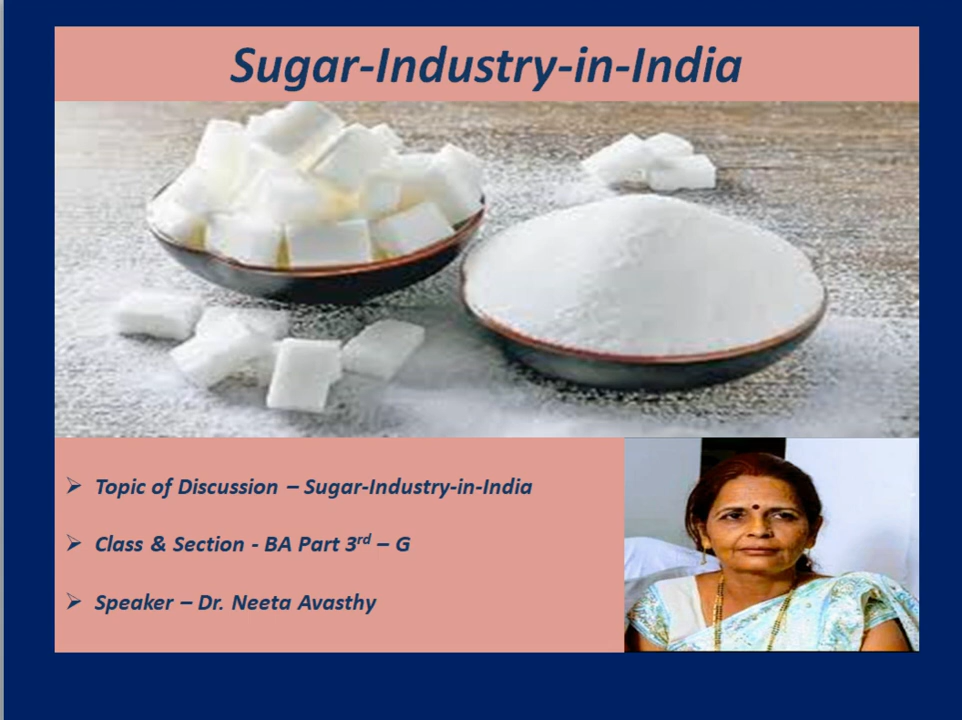 Sugar-Industry-in-India
➢ Topic of Discussion – Sugar-Industry-in-India
➢ Class & Section - BA Part 3rd – G
➢ Speaker – Dr. Neeta Avasthy